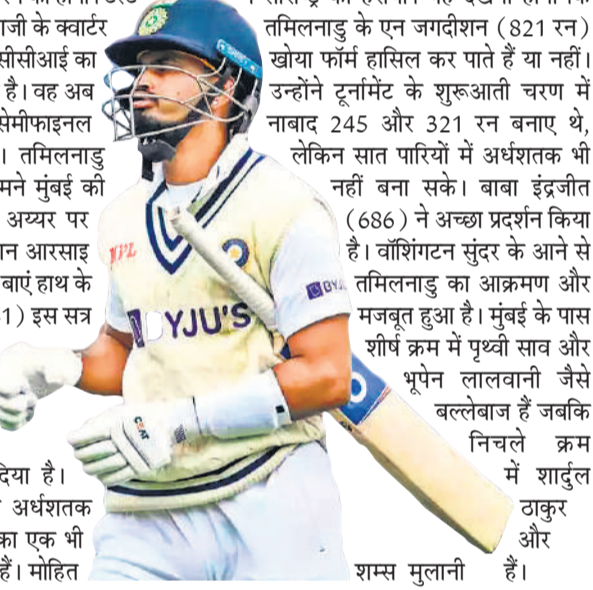 राजी के क्वार्टर
सीसीआई का
है। वह अब
सेमीफाइनल
। तमिलनाडु
मने मुंबई की
अय्यर पर
आरसाइ
बाएं हाथ के
1) इस सत्र
दिया है।
अर्धशतक
का एक भी
हैं। मोहित
तमिलनाडु के एन जगदीशन (821 रन)
खोया फॉर्म हासिल कर पाते हैं या नहीं।
उन्होंने टूर्नामेंट के शुरूआती चरण में
नाबाद 245 और 321 रन बनाए थे,
लेकिन सात पारियों में अर्धशतक भी
नहीं बना सके। बाबा इंद्रजीत
(686) ने अच्छा प्रदर्शन किया
है। वॉशिंगटन सुंदर के आने से
तमिलनाडु का आक्रमण और
मजबूत हुआ है। मुंबई के पास
शीर्ष क्रम में पृथ्वी साव और
भूपेन लालवानी जैसे
बल्लेबाज हैं जबकि
निचले क्रम
में शार्दुल
ठाकुर
और
शम्स मुलानी हैं।
MPL
BYJU'S
BYJU
CEAT